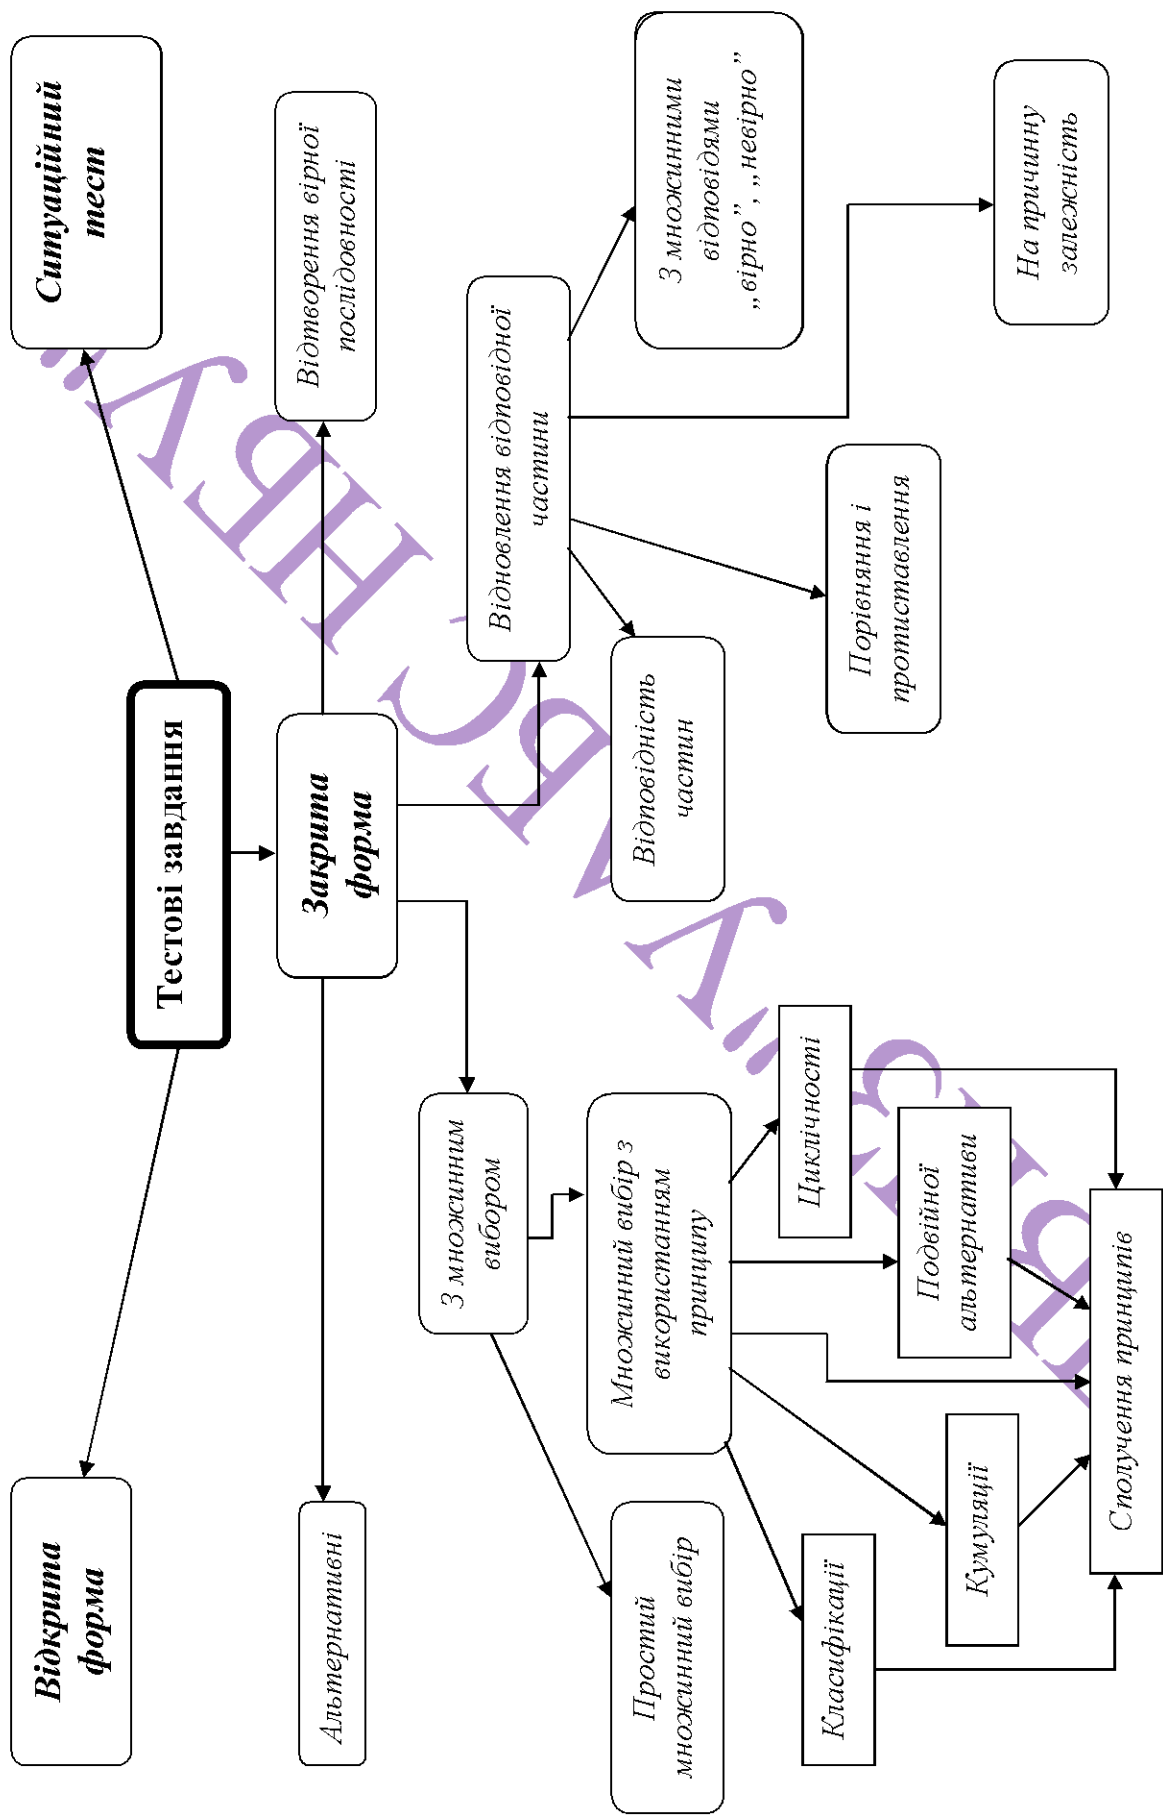 Тестові завдання
Відкрита
форма
Закрита
форма
Ситуаційний
тест
Альтернативні
З множинним
вибором
Відновлення відповідної
частини
Відтворення вірної
послідовності
Простий
множинний вибір
Множинний вибір з
використанням
принципу
Відповідність
частин
Порівняння і
протиставлення
На причинну
залежність
З множинними
відповідями
„вірно”, „невірно”
Класифікації
Кумуляції
Подвійної
альтернативи
Циклічності
Сполучення принципів
УБС НБУ"